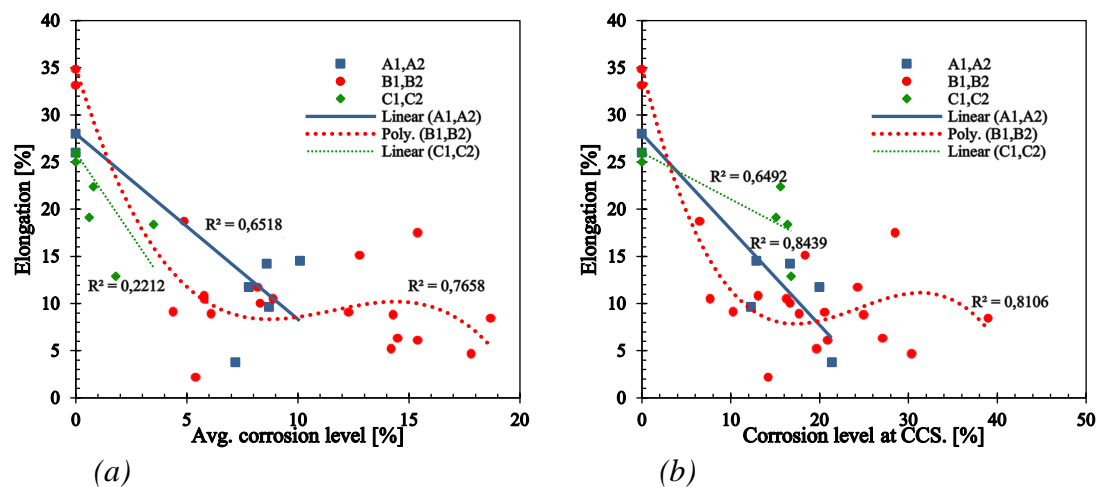 40
35
30
25
20
15
10
5
0
Elongation [%]
A1,A2
B1,B2
C1,C2
Linear (A1,A2)
Poly. (B1,B2)
Linear (C1,C2)
R² = 0,6518
R² = 0,2212
R² = 0,7658
0 5 10 15 20
Avg. corrosion level [%]
(a)
40
35
30
25
20
15
10
5
0
Elongation [%]
A1,A2
B1,B2
C1,C2
Linear (A1,A2)
Poly. (B1,B2)
Linear (C1,C2)
R² = 0,6492
R² = 0,8439
R² = 0,8106
0 10 20 30 40 50
Corrosion level at CCS. [%]
(b)